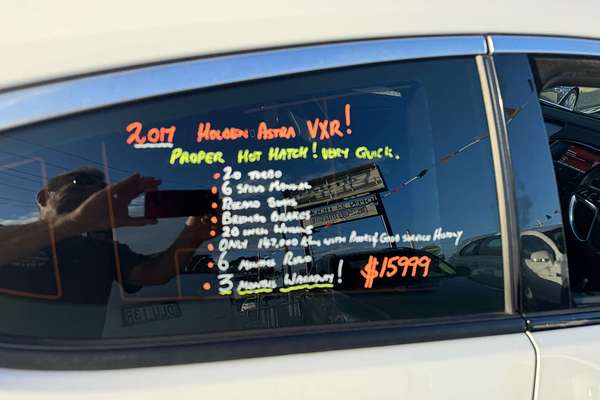 2017 HOLDEN ASTRA VXR!
PROPER HOT HATCH! VERY QUICK.
• 2.0 TURBO
• 6 SPEED MANUAL
• RECARO SEATS
• BREMBO BRAKES
• 20 INCH WHEELS
• ONLY 147,000 KMS WITH BOOKS & GOOD SERVICE HISTORY
• 6 MONTHS REGO
• 3 MONTHS WARRANTY! $15999